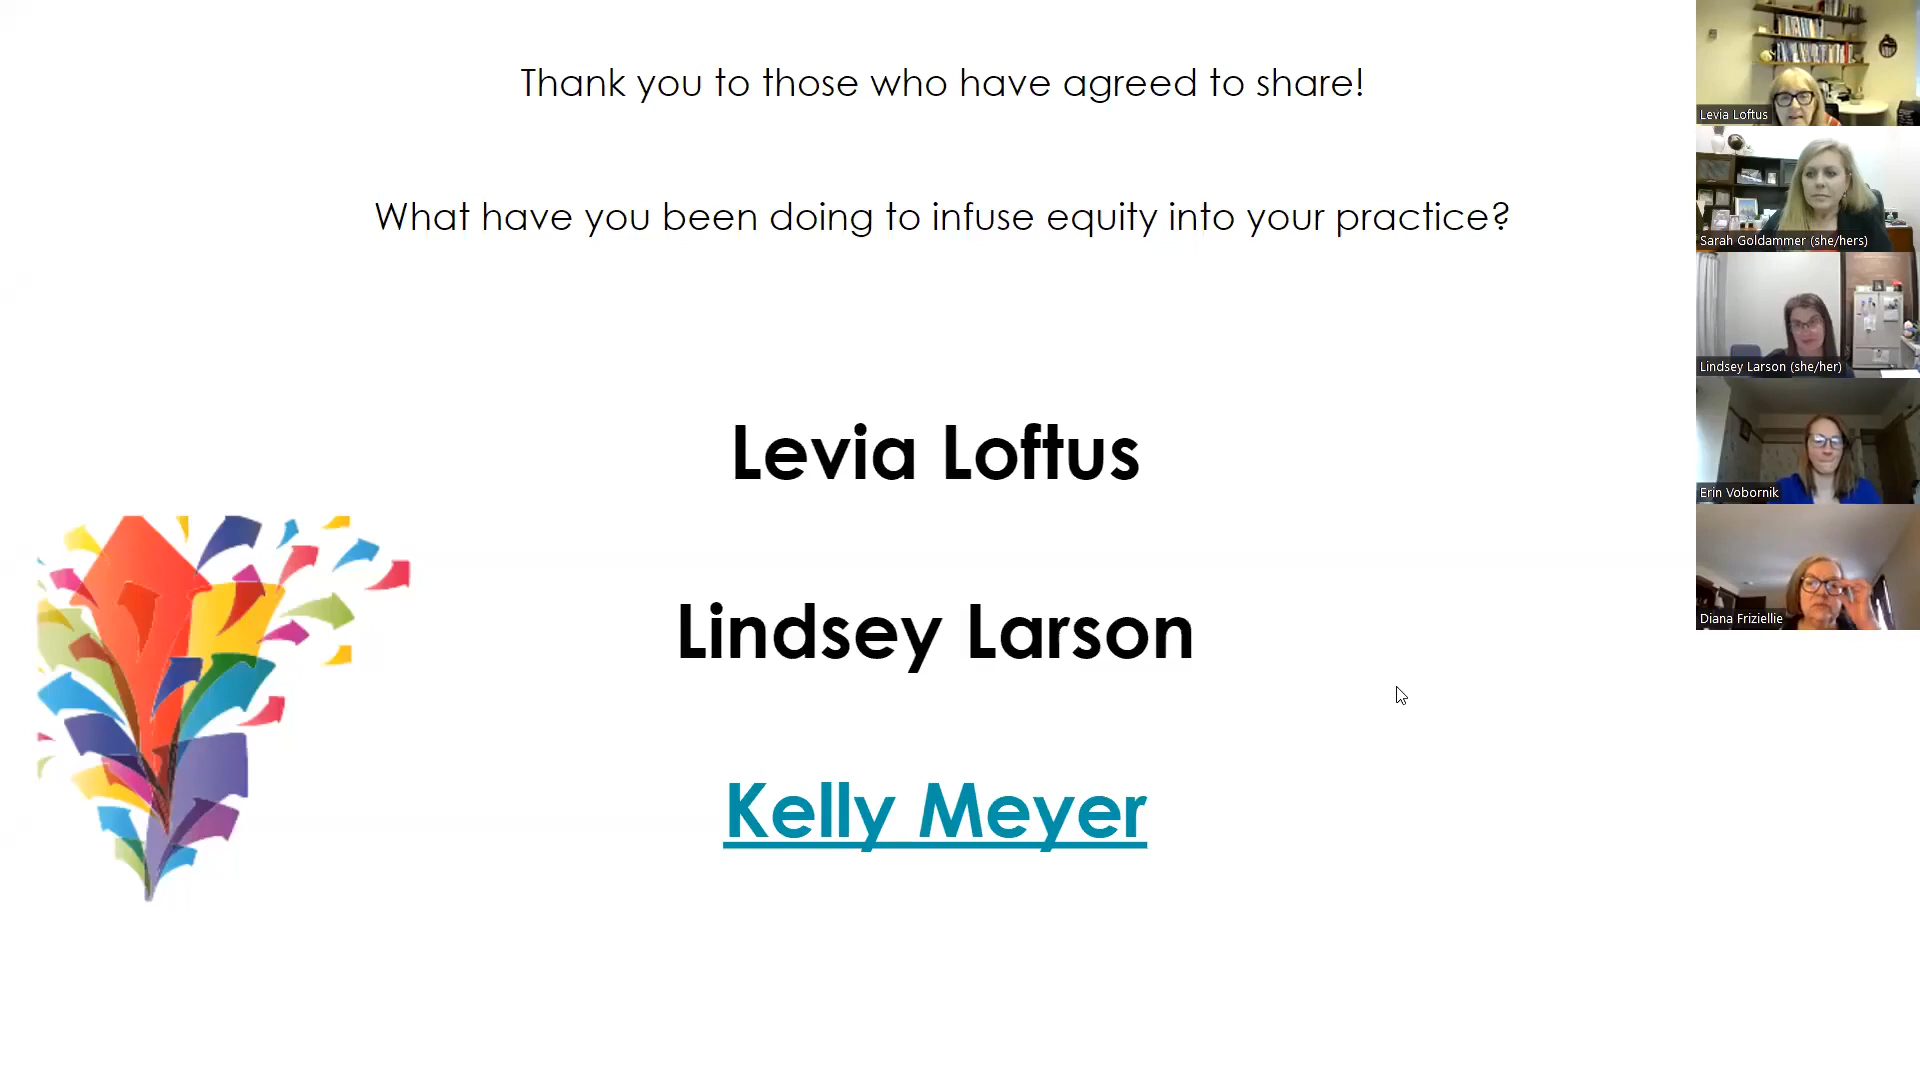 Thank you to those who have agreed to share!
What have you been doing to infuse equity into your practice?
Levia Loftus
Lindsey Larson
Kelly Meyer
Levia Loftus
Sarah Goldammer (she/hers)
Lindsey Larson (she/her)
Erin Vobornik
Diana Friziellie